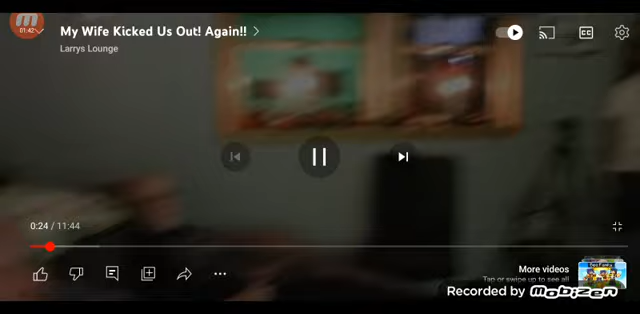 01:42
My Wife Kicked Us Out! Again!!
Larrys Lounge
CC
0:24 / 11:44
More videos
Tap or swipe up to see all
Recorded by Mobizen